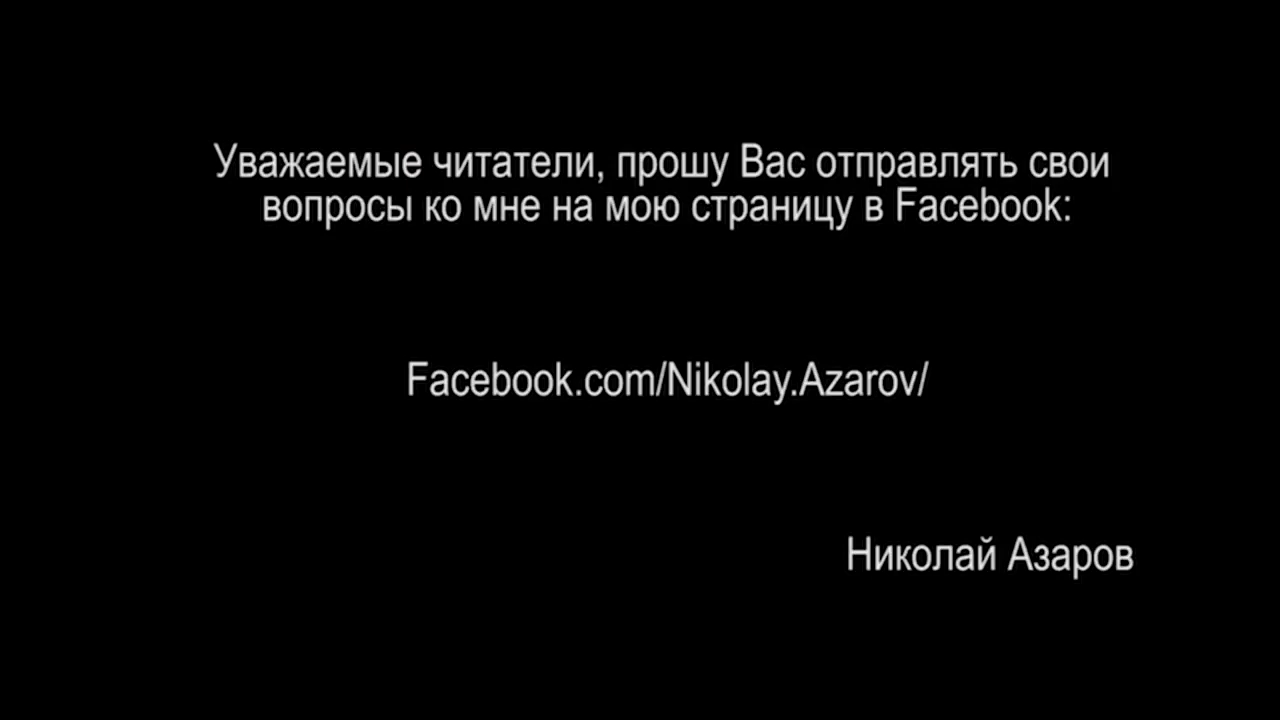 Уважаемые читатели, прошу Вас отправлять свои
вопросы ко мне на мою страницу в Facebook:
Facebook.com/Nikolay.Azarov/
Николай Азаров